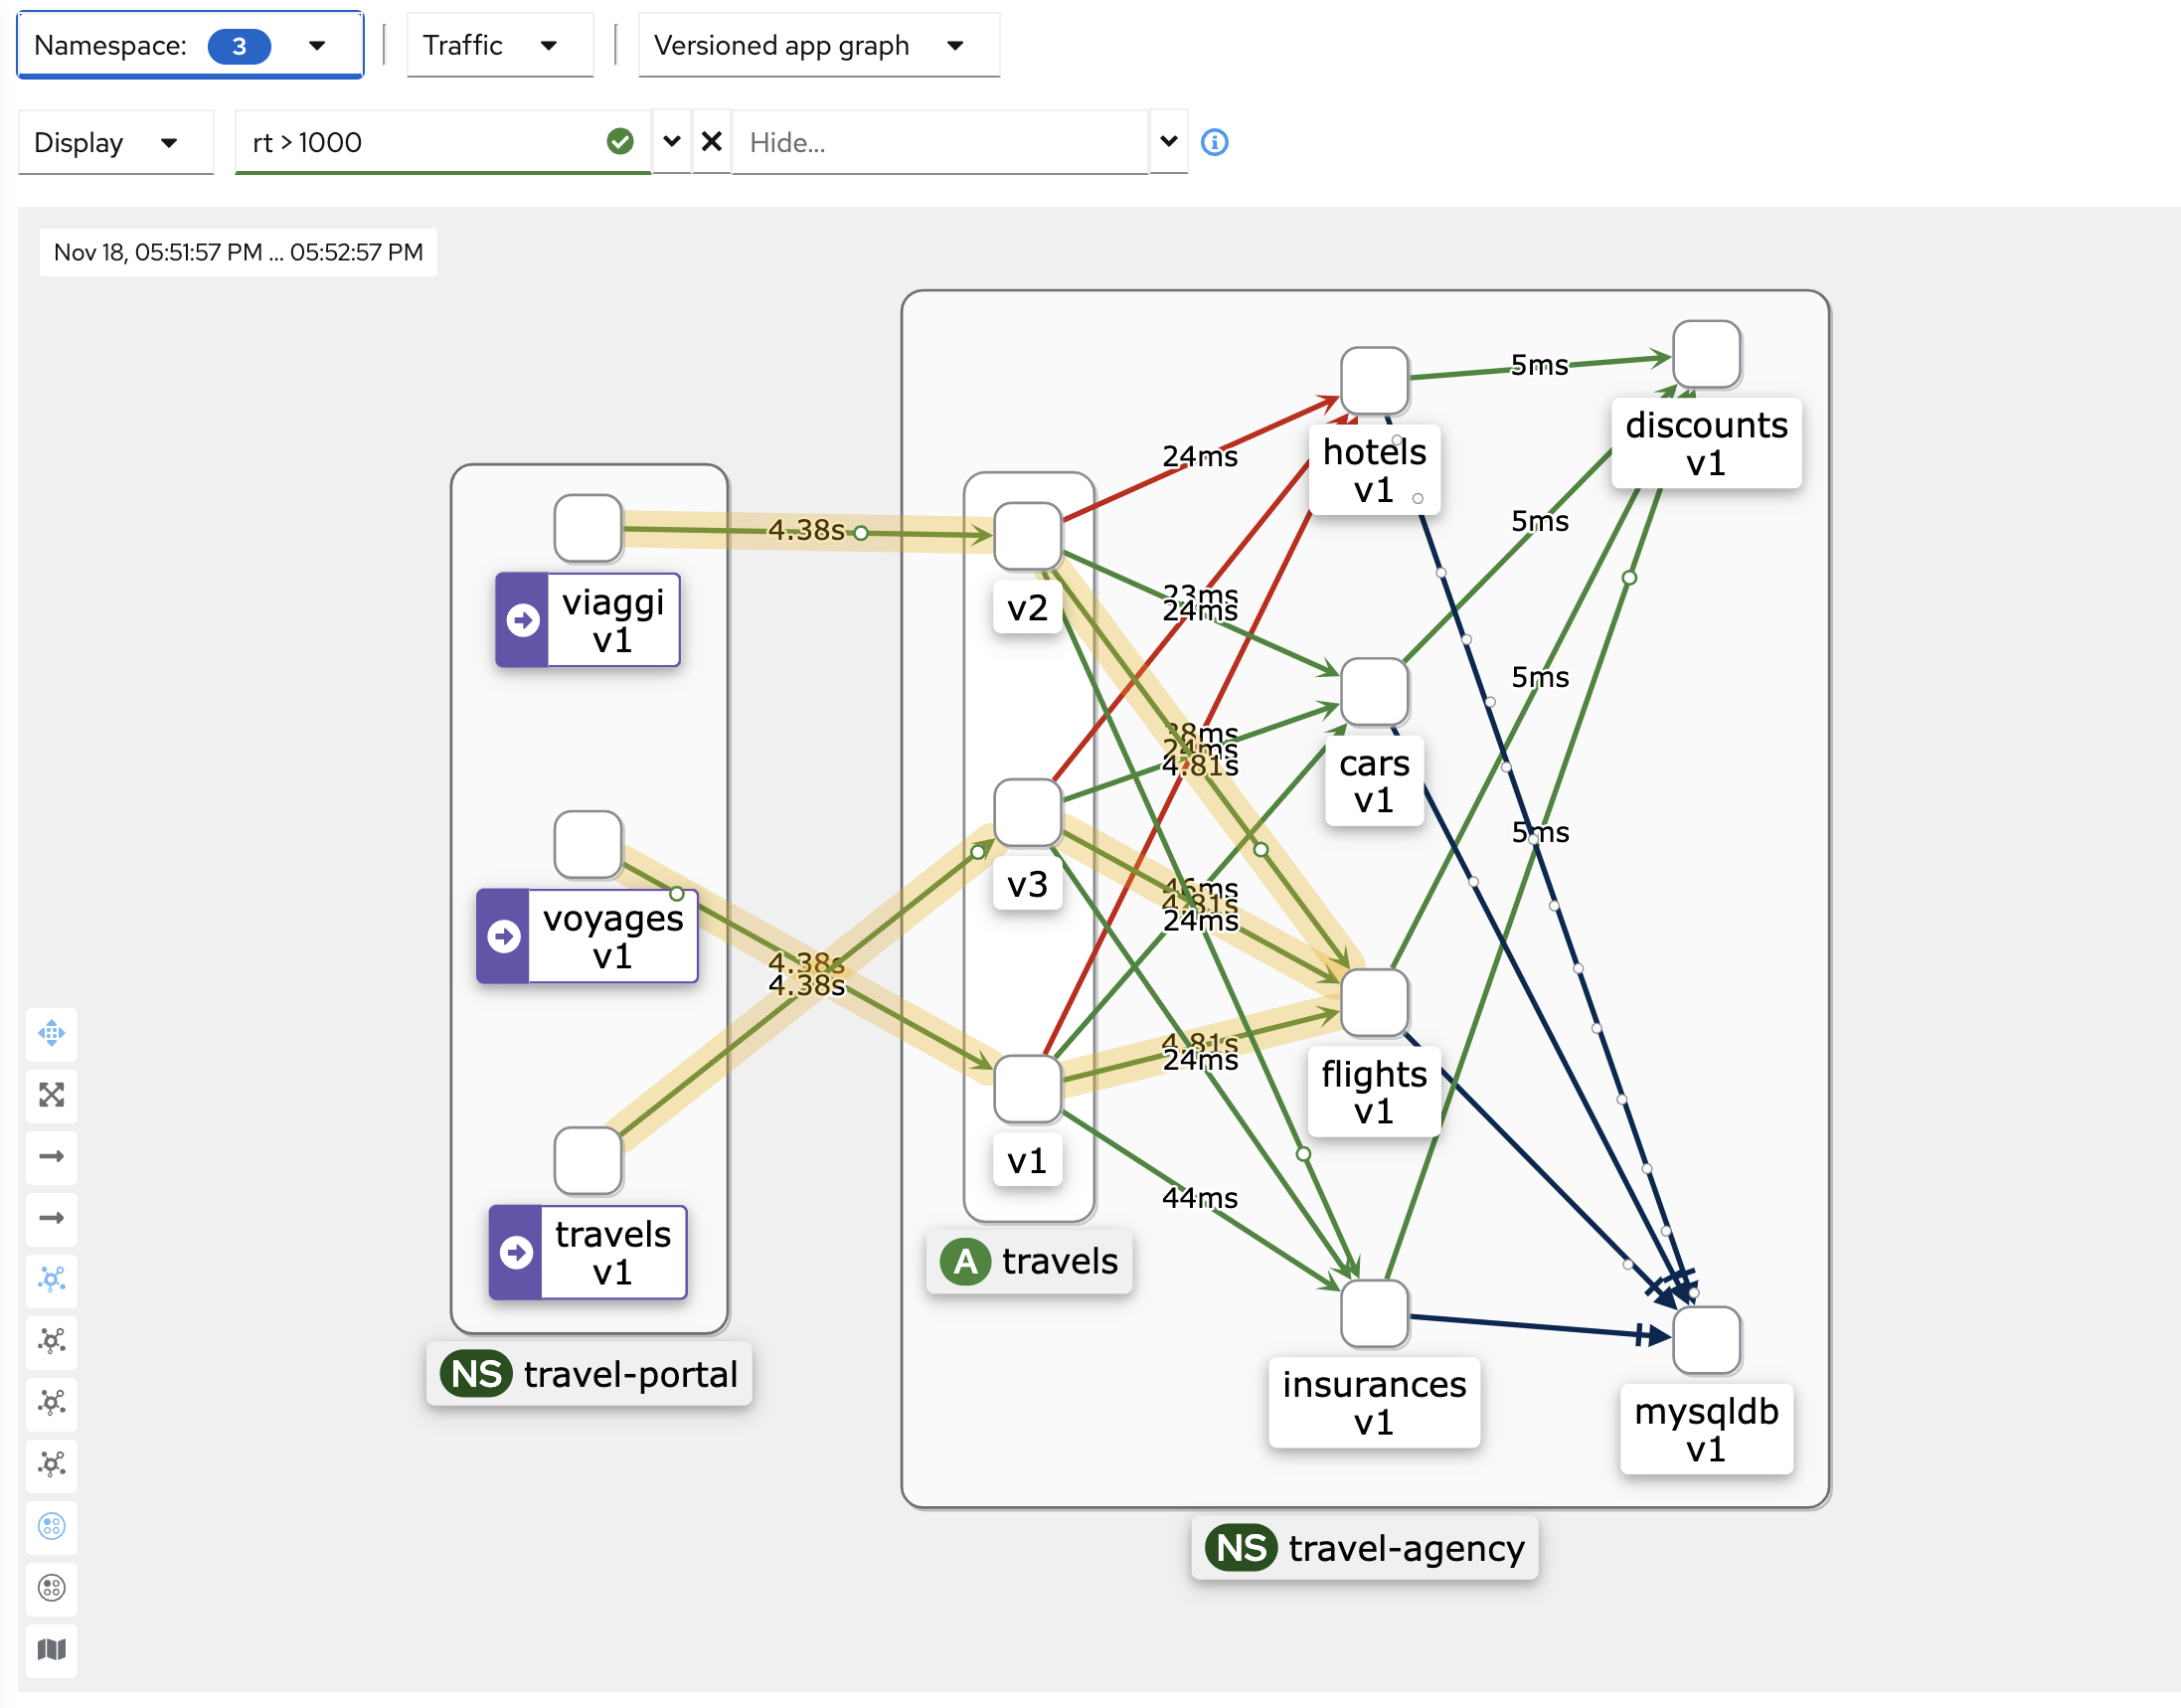 Namespace: 3
Traffic
Versioned app graph
Display
rt > 1000
Hide...
Nov 18, 05:51:57 PM ... 05:52:57 PM
viaggi
v1
voyages
v1
travels
v1
NS travel-portal
4.38s
4.38s
4.38s
v2
v3
v1
A travels
24ms
23ms
24ms
38ms
24ms
4.81s
46ms
4.81s
24ms
4.81s
24ms
44ms
hotels
v1
cars
v1
flights
v1
insurances
v1
5ms
5ms
5ms
5ms
discounts
v1
mysqldb
v1
NS travel-agency